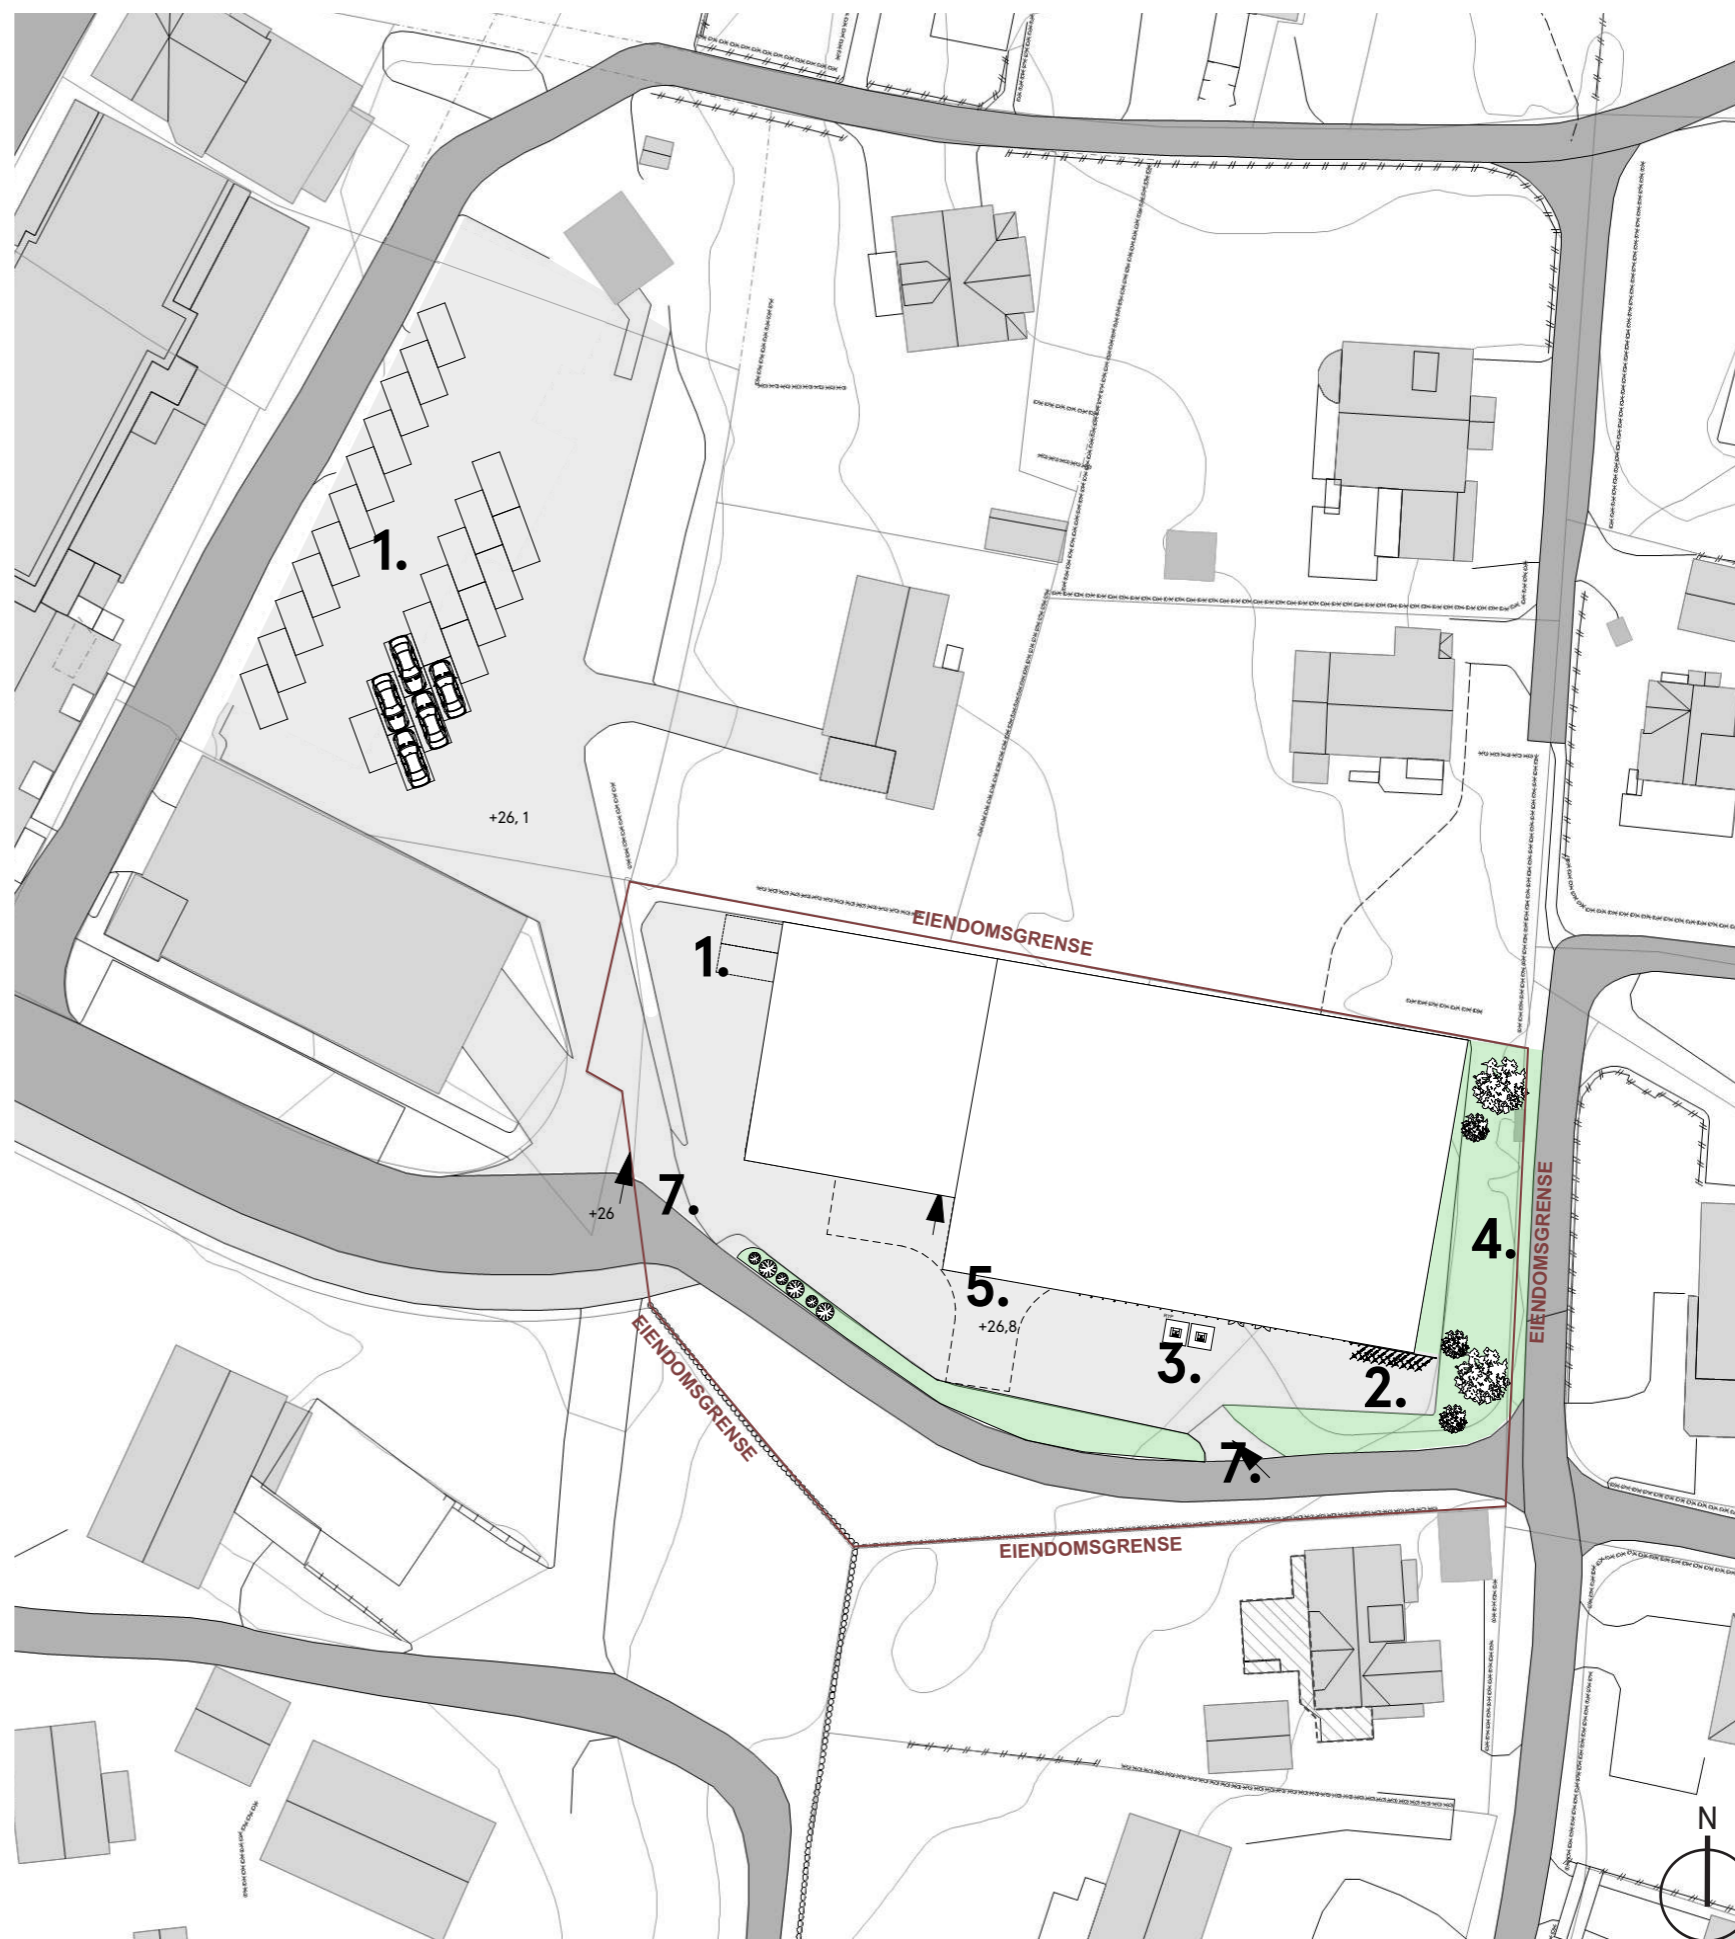 1.
+26, 1
EIENDOMSGRENSE
1.
4.
EIENDOMSGRENSE
7.
+26
5.
+26,8
3.
2.
EIENDOMSGRENSE
7.
EIENDOMSGRENSE
N